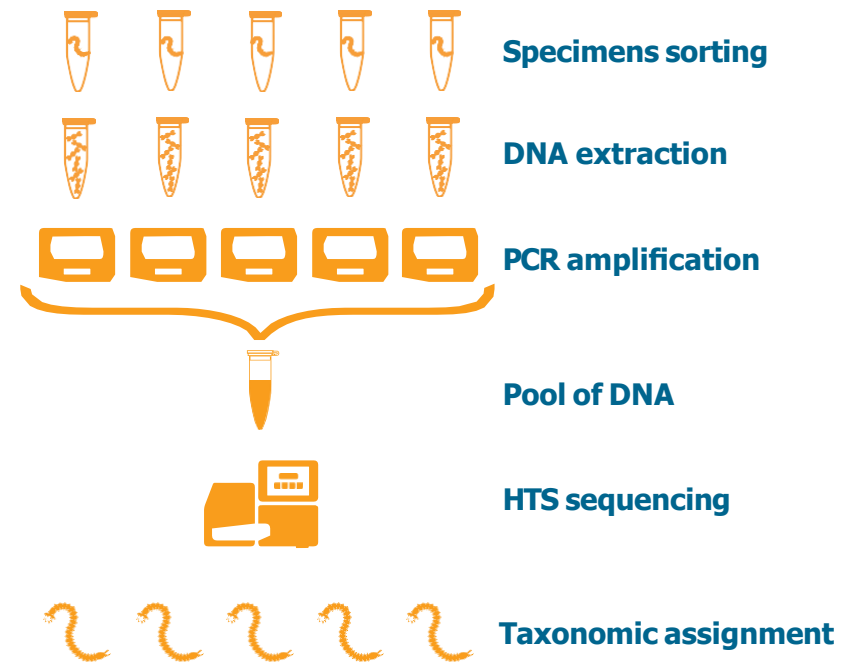 Specimens sorting
DNA extraction
PCR amplification
Pool of DNA
HTS sequencing
Taxonomic assignment